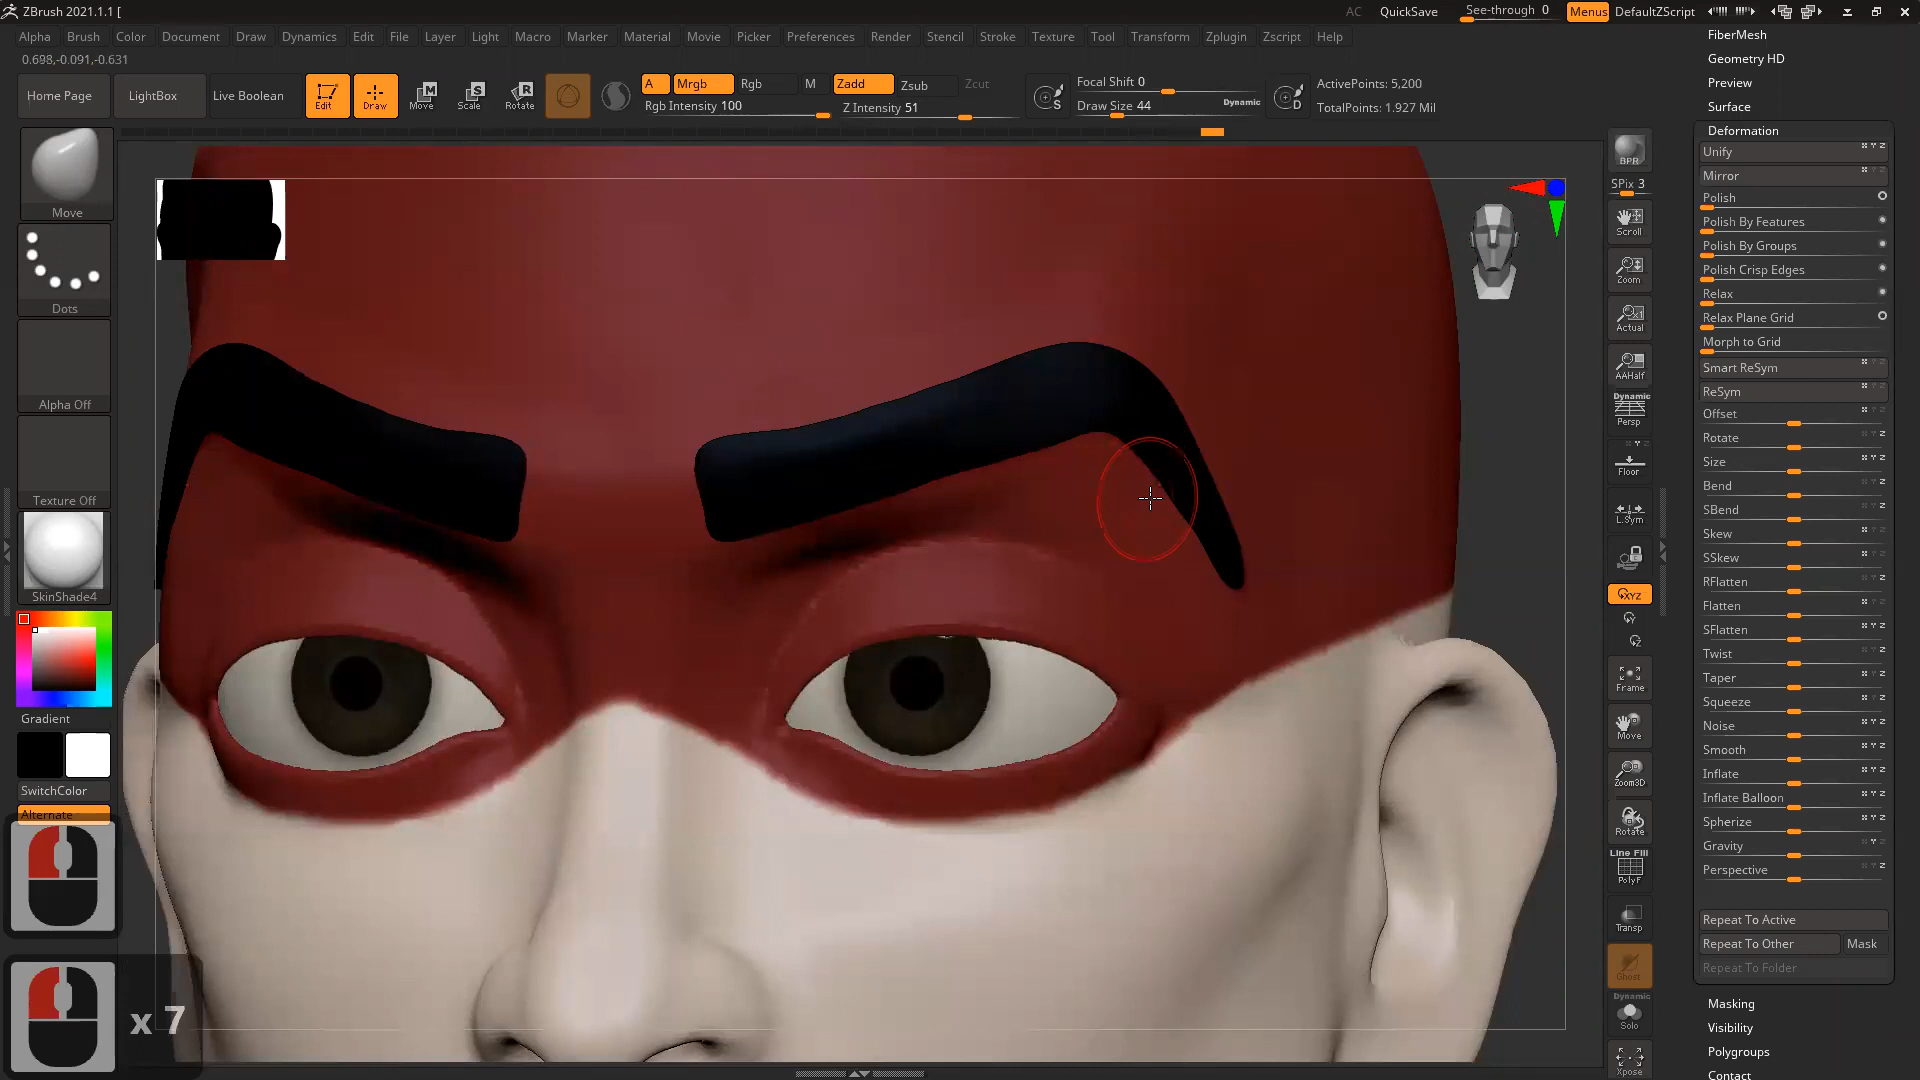 ZBrush 2021.1.1 [
AC QuickSave See-through 0 Menus DefaultZScript
Alpha Brush Color Document Draw Dynamics Edit File Layer Light Macro Marker Material Movie Picker Preferences Render Stencil Stroke Texture Tool Transform Zplugin Zscript Help
0.698,-0.091,-0.631
Home Page LightBox Live Boolean Edit Draw Move Scale Rotate
A Mrgb Rgb M Zadd Zsub Zcut
Rgb Intensity 100 Z Intensity 51
Focal Shift 0
Draw Size 44 Dynamic
S
D
ActivePoints: 5,200
TotalPoints: 1.927 Mil
Move
Dots
Alpha Off
Texture Off
SkinShade4
Gradient
SwitchColor
Alternate
x 7
BPR
SPix 3
Scroll
Zoom
Actual
AAHalf
Dynamic
Persp
Floor
L.Sym
XYZ
Frame
Move
Zoom3D
Rotate
Line Fill
PolyF
Transp
Ghost
Dynamic
Solo
Xpose
FiberMesh
Geometry HD
Preview
Surface
Deformation
Unify
Mirror
Polish
Polish By Features
Polish By Groups
Polish Crisp Edges
Relax
Relax Plane Grid
Morph to Grid
Smart ReSym
ReSym
Offset
Rotate
Size
Bend
SBend
Skew
SSkew
RFlatten
Flatten
SFlatten
Twist
Taper
Squeeze
Noise
Smooth
Inflate
Inflate Balloon
Spherize
Gravity
Perspective
Repeat To Active
Repeat To Other Mask
Repeat To Folder
Masking
Visibility
Polygroups
Contact